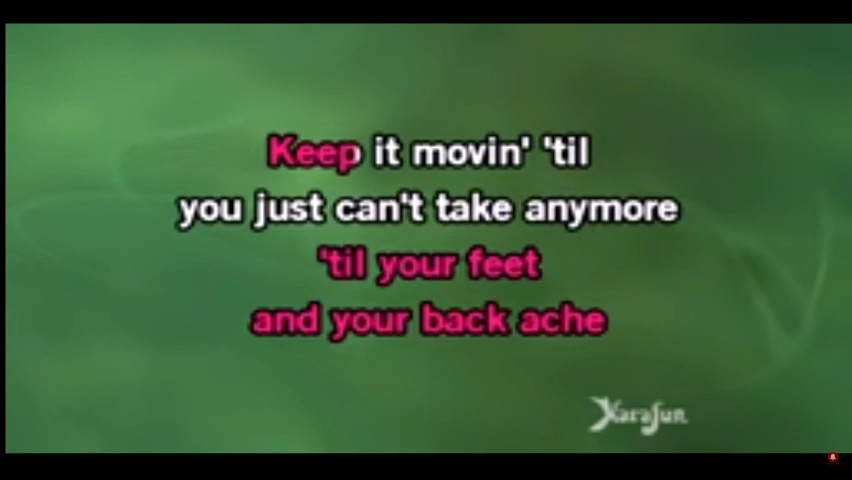 Keep it movin' 'til
you just can't take anymore
'til your feet
and your back ache
KaraFun